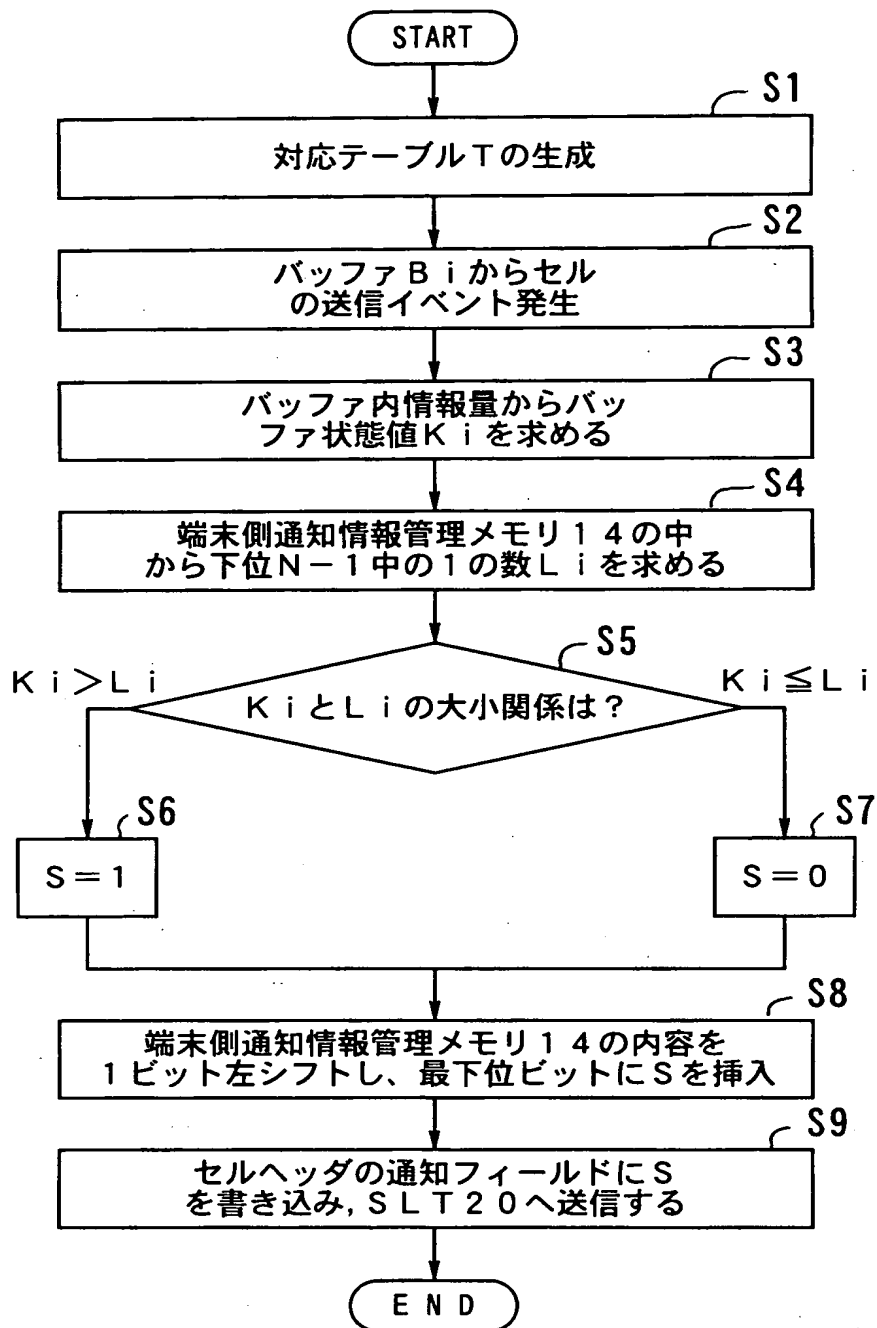 START
S1
対応テーブルTの生成
S2
バッファBiからセル
の送信イベント発生
S3
バッファ内情報量からバッ
ファ状態値Kiを求める
S4
端末側通知情報管理メモリ14の中
から下位N-1中の1の数Liを求める
S5
Ki>Li
KiとLiの大小関係は?
Ki≦Li
S6
S=1
S7
S=0
S8
端末側通知情報管理メモリ14の内容を
1ビット左シフトし、最下位ビットにSを挿入
S9
セルヘッダの通知フィールドにS
を書き込み,SLT20へ送信する
END